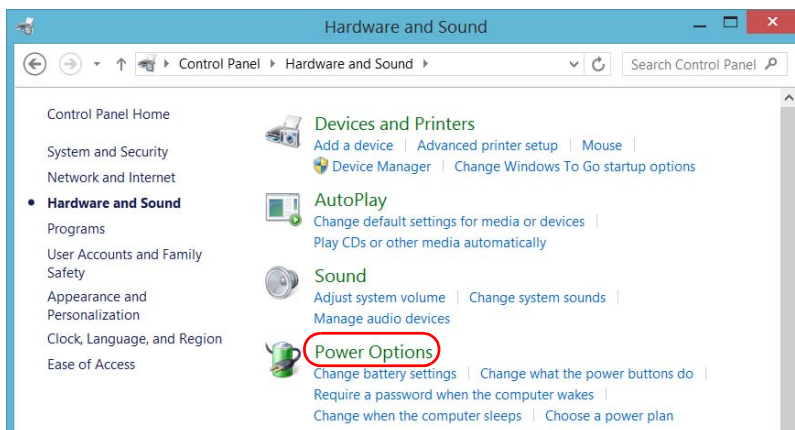 Hardware and Sound
Control Panel Hardware and Sound Search Control Panel
Control Panel Home
System and Security
Network and Internet
Hardware and Sound
Programs
User Accounts and Family
Safety
Appearance and
Personalization
Clock, Language, and Region
Ease of Access
Devices and Printers
Add a device Advanced printer setup Mouse
Device Manager Change Windows To Go startup options
AutoPlay
Change default settings for media or devices
Play CDs or other media automatically
Sound
Adjust system volume Change system sounds
Manage audio devices
Power Options
Change battery settings Change what the power buttons do
Require a password when the computer wakes
Change when the computer sleeps Choose a power plan